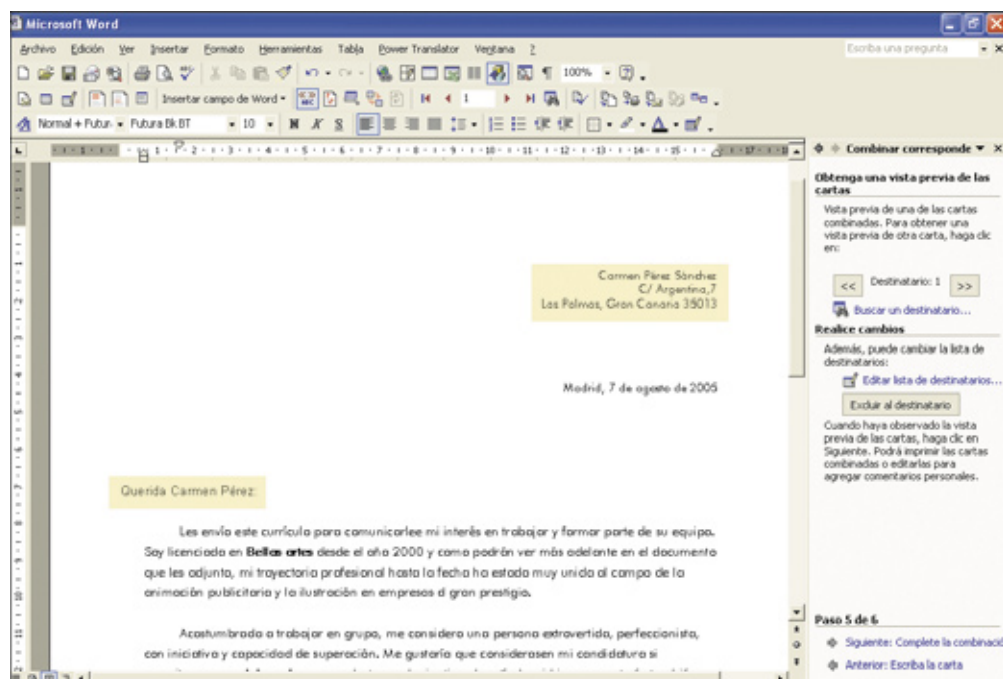 Microsoft Word
Archivo Edición Ver Insertar Formato Herramientas Tabla Power Translator Ventana ?
Escriba una pregunta
100%
Insertar campo de Word
1
Normal + Futur
Futura Bk BT
10
N K S
Combinar corresponde
Obtenga una vista previa de las
cartas
Vista previa de una de las cartas
combinadas. Para obtener una
vista previa de otra carta, haga clic
en:
<< Destinatario: 1 >>
Buscar un destinatario...
Realice cambios
Además, puede cambiar la lista de
destinatarios:
Editar lista de destinatarios...
Excluir al destinatario
Cuando haya observado la vista
previa de las cartas, haga clic en
Siguiente. Podrá imprimir las cartas
combinadas o editarlas para
agregar comentarios personales.
Paso 5 de 6
Siguiente: Complete la combinació
Anterior: Escriba la carta
Carmen Pérez Sánchez
C/ Argentina,7
Las Palmas, Gran Canaria 35013
Madrid, 7 de agosto de 2005
Querida Carmen Pérez:
Les envío este currículo para comunicarlee mi interés en trabajar y formar parte de su equipo.
Soy licenciado en Bellas artes desde el año 2000 y como podrán ver más adelante en el documento
que les adjunto, mi trayectoria profesional hasta la fecha ha estado muy unida al campo de la
animación publicitaria y la ilustración en empresas d gran prestigio.
Acostumbrado a trabajar en grupo, me considero una persona extrovertida, perfeccionista,
con iniciativa y capacidad de superación. Me gustaría que considerasen mi candidatura si